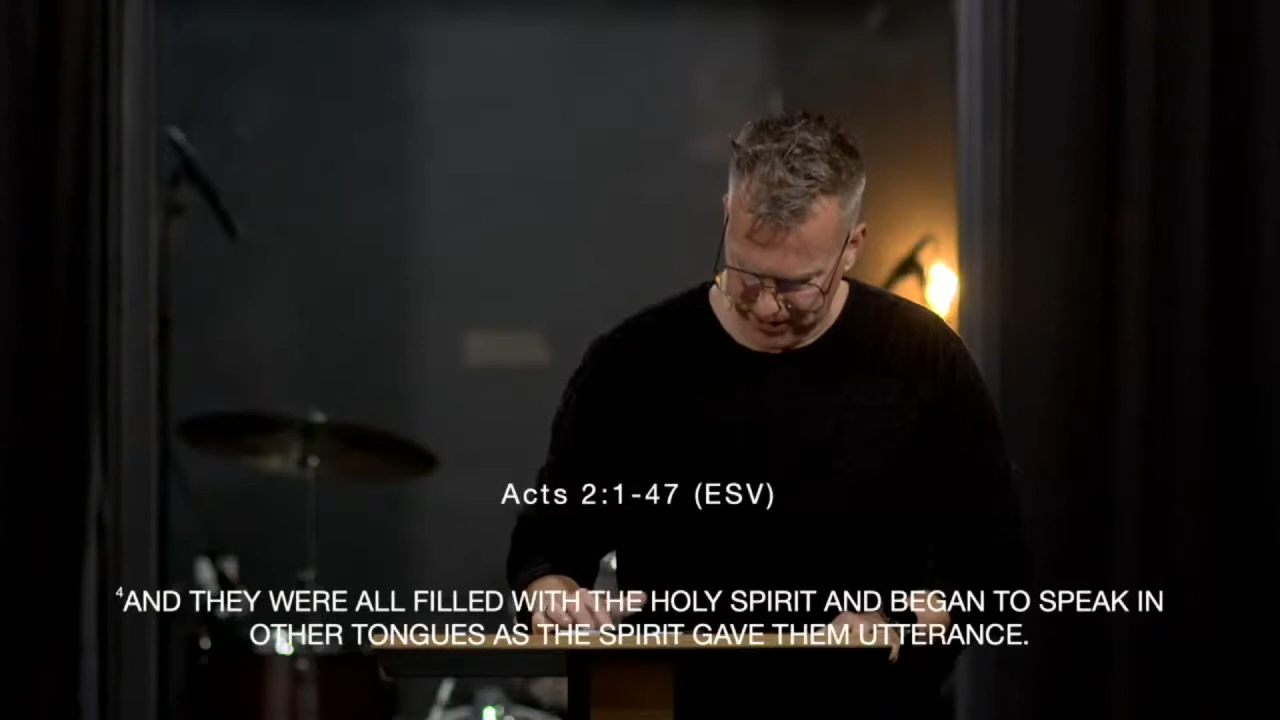 Acts 2:1-47 (ESV)
⁴AND THEY WERE ALL FILLED WITH THE HOLY SPIRIT AND BEGAN TO SPEAK IN
OTHER TONGUES AS THE SPIRIT GAVE THEM UTTERANCE.